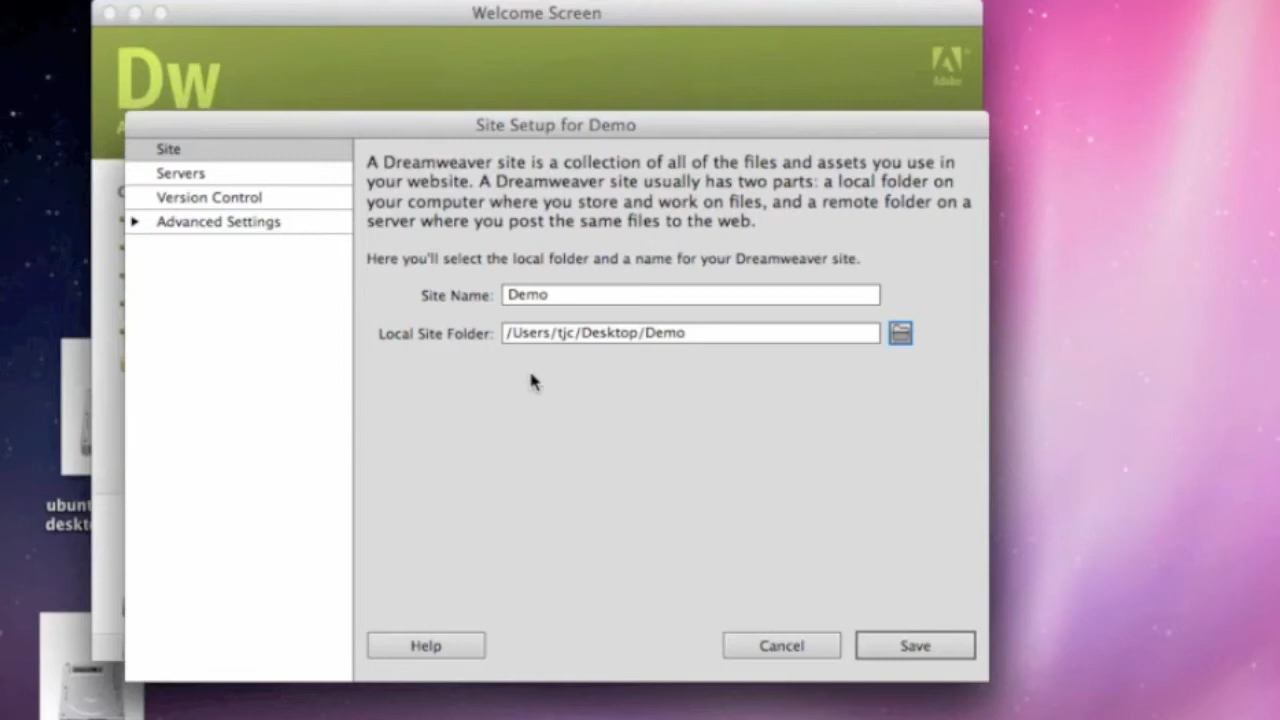 Welcome Screen
Dw
Adobe
Site Setup for Demo
Site
Servers
Version Control
Advanced Settings
A Dreamweaver site is a collection of all of the files and assets you use in
your website. A Dreamweaver site usually has two parts: a local folder on
your computer where you store and work on files, and a remote folder on a
server where you post the same files to the web.
Here you'll select the local folder and a name for your Dreamweaver site.
Site Name: Demo
Local Site Folder: /Users/tjc/Desktop/Demo
Help
Cancel
Save